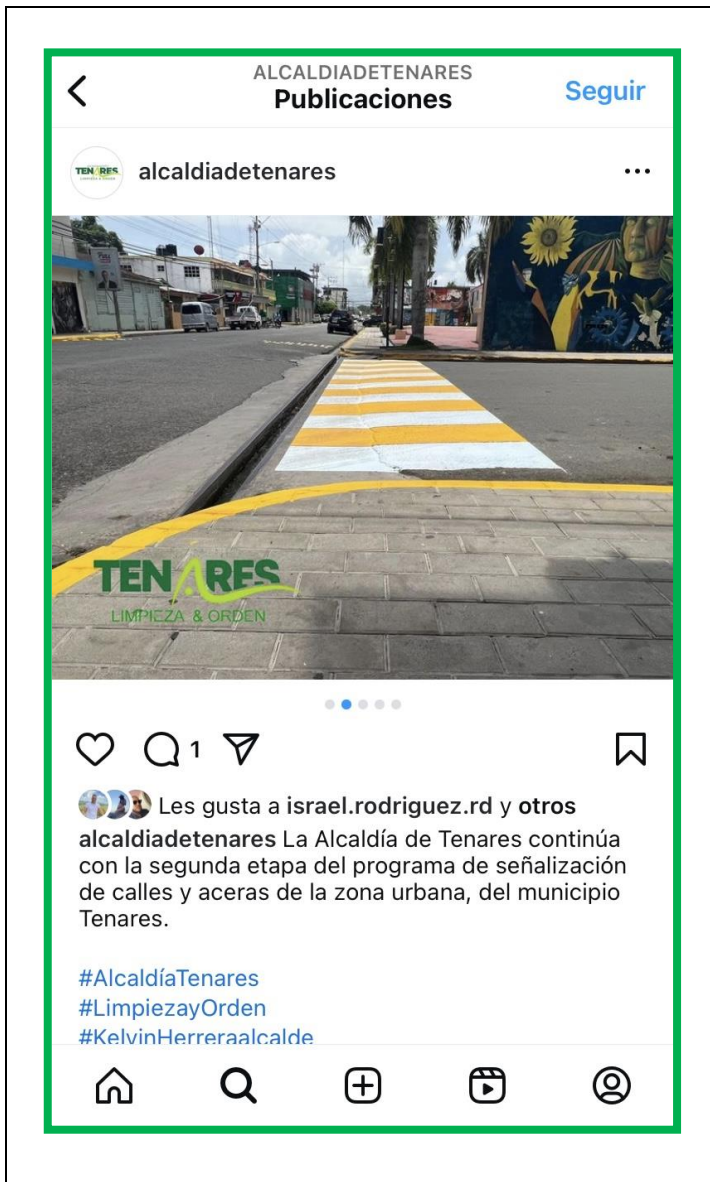 ALCALDIADETENARES
Publicaciones
Seguir
TENARES
alcaldiadetenares
TENARES
LIMPIEZA & ORDEN
1
Les gusta a israel.rodriguez.rd y otros
alcaldiadetenares La Alcaldía de Tenares continúa
con la segunda etapa del programa de señalización
de calles y aceras de la zona urbana, del municipio
Tenares.
#AlcaldíaTenares
#LimpiezayOrden
#KelvinHerreraalcalde